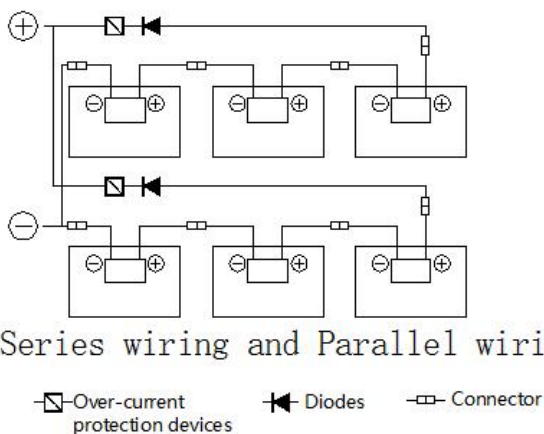 +
− + − + − +
−
− + − + − +
Series wiring and Parallel wiri
Over-current
protection devices
Diodes
Connector